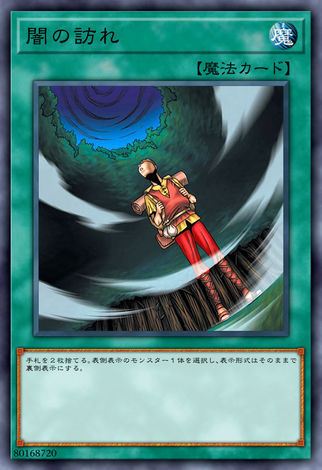 闇の訪れ
魔
【魔法カード】
手札を２枚捨てる。表側表示のモンスター１体を選択し、表示形式はそのままで
裏側表示にする。
80168720